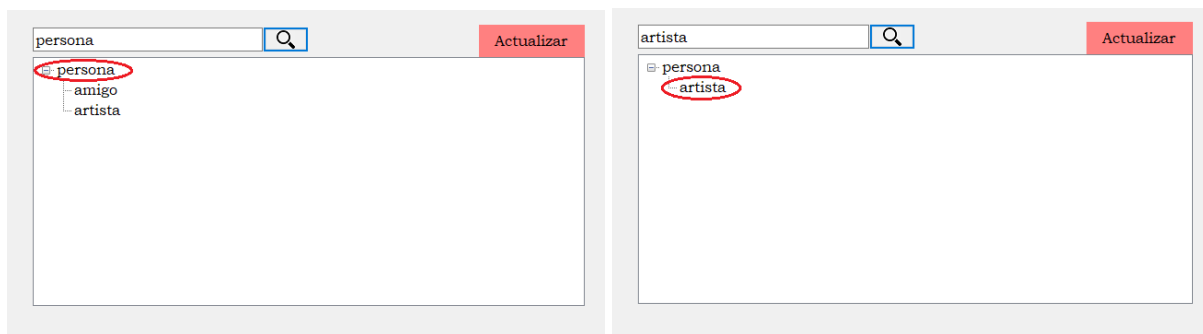 persona
Actualizar
persona
amigo
artista
artista
Actualizar
persona
artista